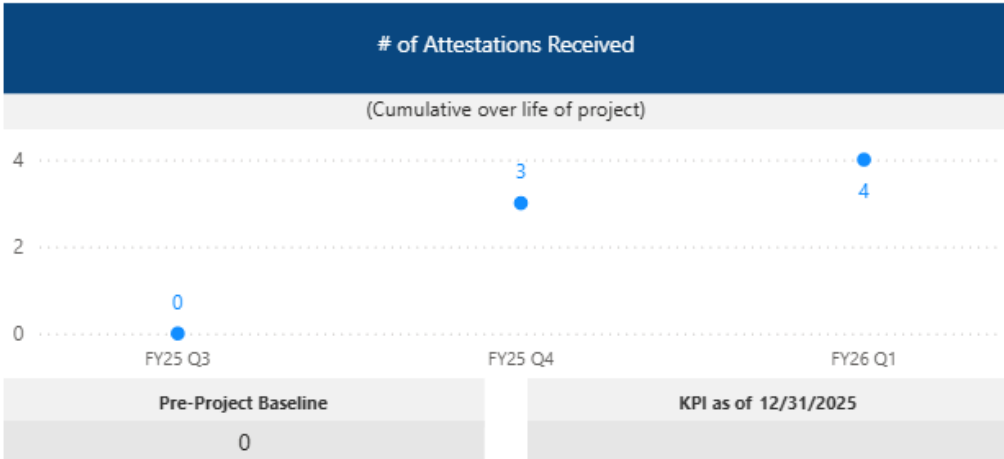 # of Attestations Received
(Cumulative over life of project)
4
3
4
2
0
0
FY25 Q3 FY25 Q4 FY26 Q1
Pre-Project Baseline KPI as of 12/31/2025
0